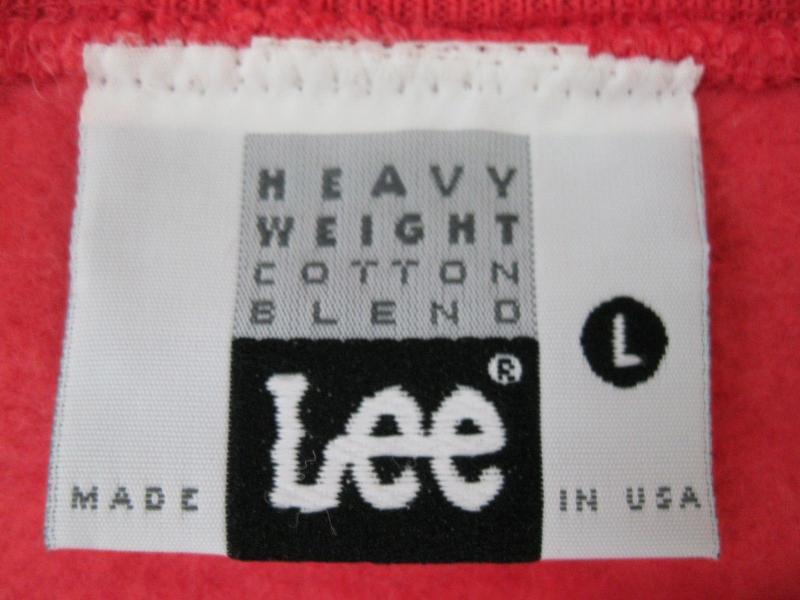 HEAVY
WEIGHT
COTTON
BLEND
Lee®
L
MADE IN USA